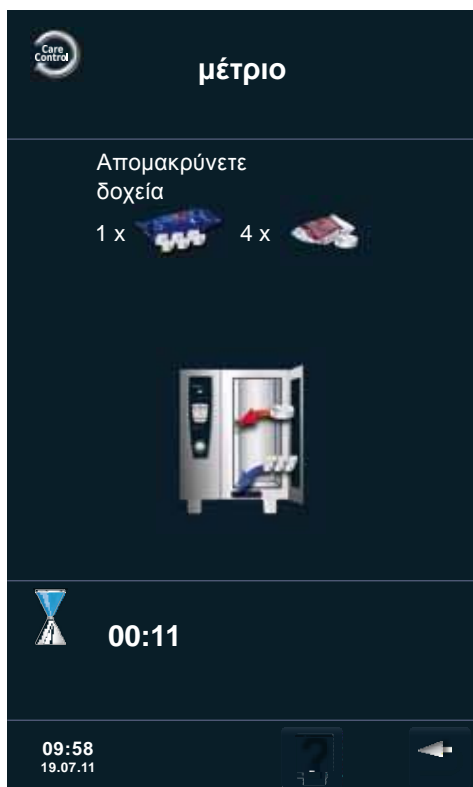 Care
Control
μέτριο
Απομακρύνετε
δοχεία
1 x 4 x
00:11
09:58
19.07.11
?